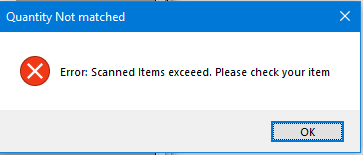 Quantity Not matched
Error: Scanned Items exceeed. Please check your item
OK